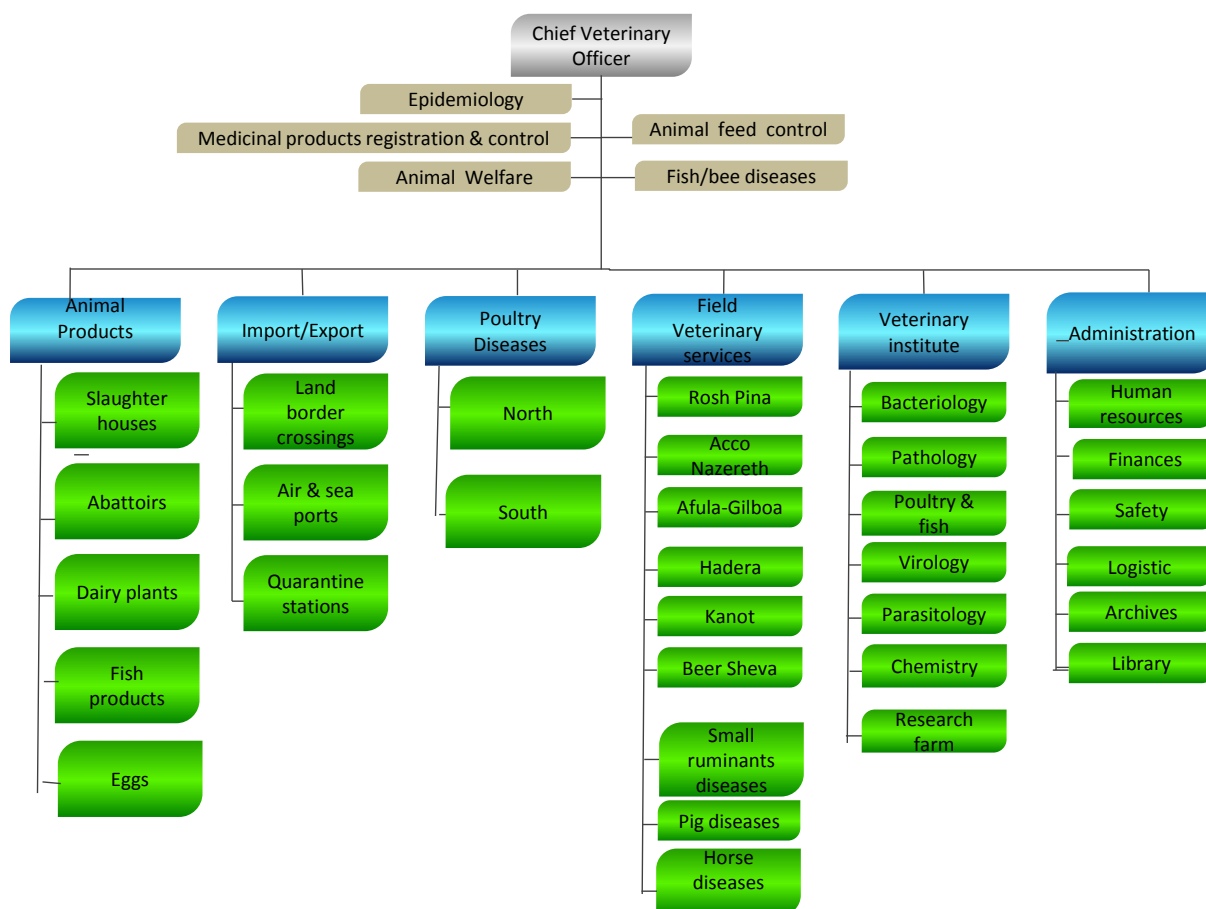 Chief Veterinary
Officer
Epidemiology
Medicinal products registration & control
Animal feed control
Animal Welfare
Fish/bee diseases
Animal
Products
Slaughter
houses
Abattoirs
Dairy plants
Fish
products
Eggs
Import/Export
Land
border
crossings
Air & sea
ports
Quarantine
stations
Poultry
Diseases
North
South
Field
Veterinary
services
Rosh Pina
Acco
Nazereth
Afula-Gilboa
Hadera
Kanot
Beer Sheva
Small
ruminants
diseases
Pig diseases
Horse
diseases
Veterinary
institute
Bacteriology
Pathology
Poultry &
fish
Virology
Parasitology
Chemistry
Research
farm
Administration
Human
resources
Finances
Safety
Logistic
Archives
Library